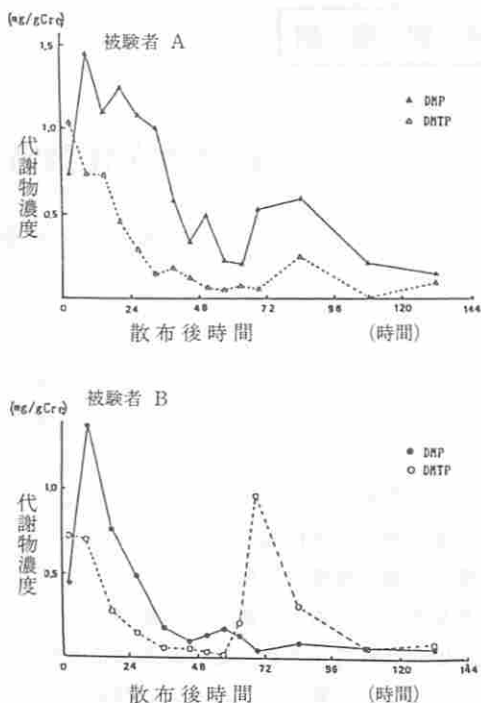 (mg/gCre)
被験者 A
1,5
1,0
0,5
代謝物濃度
▲ DMP
△ DMTP
0 24 48 72 96 120 144
散布後時間 (時間)
(mg/gCre)
被験者 B
1,0
0,5
代謝物濃度
● DMP
○ DMTP
0 24 48 72 96 120 144
散布後時間 (時間)